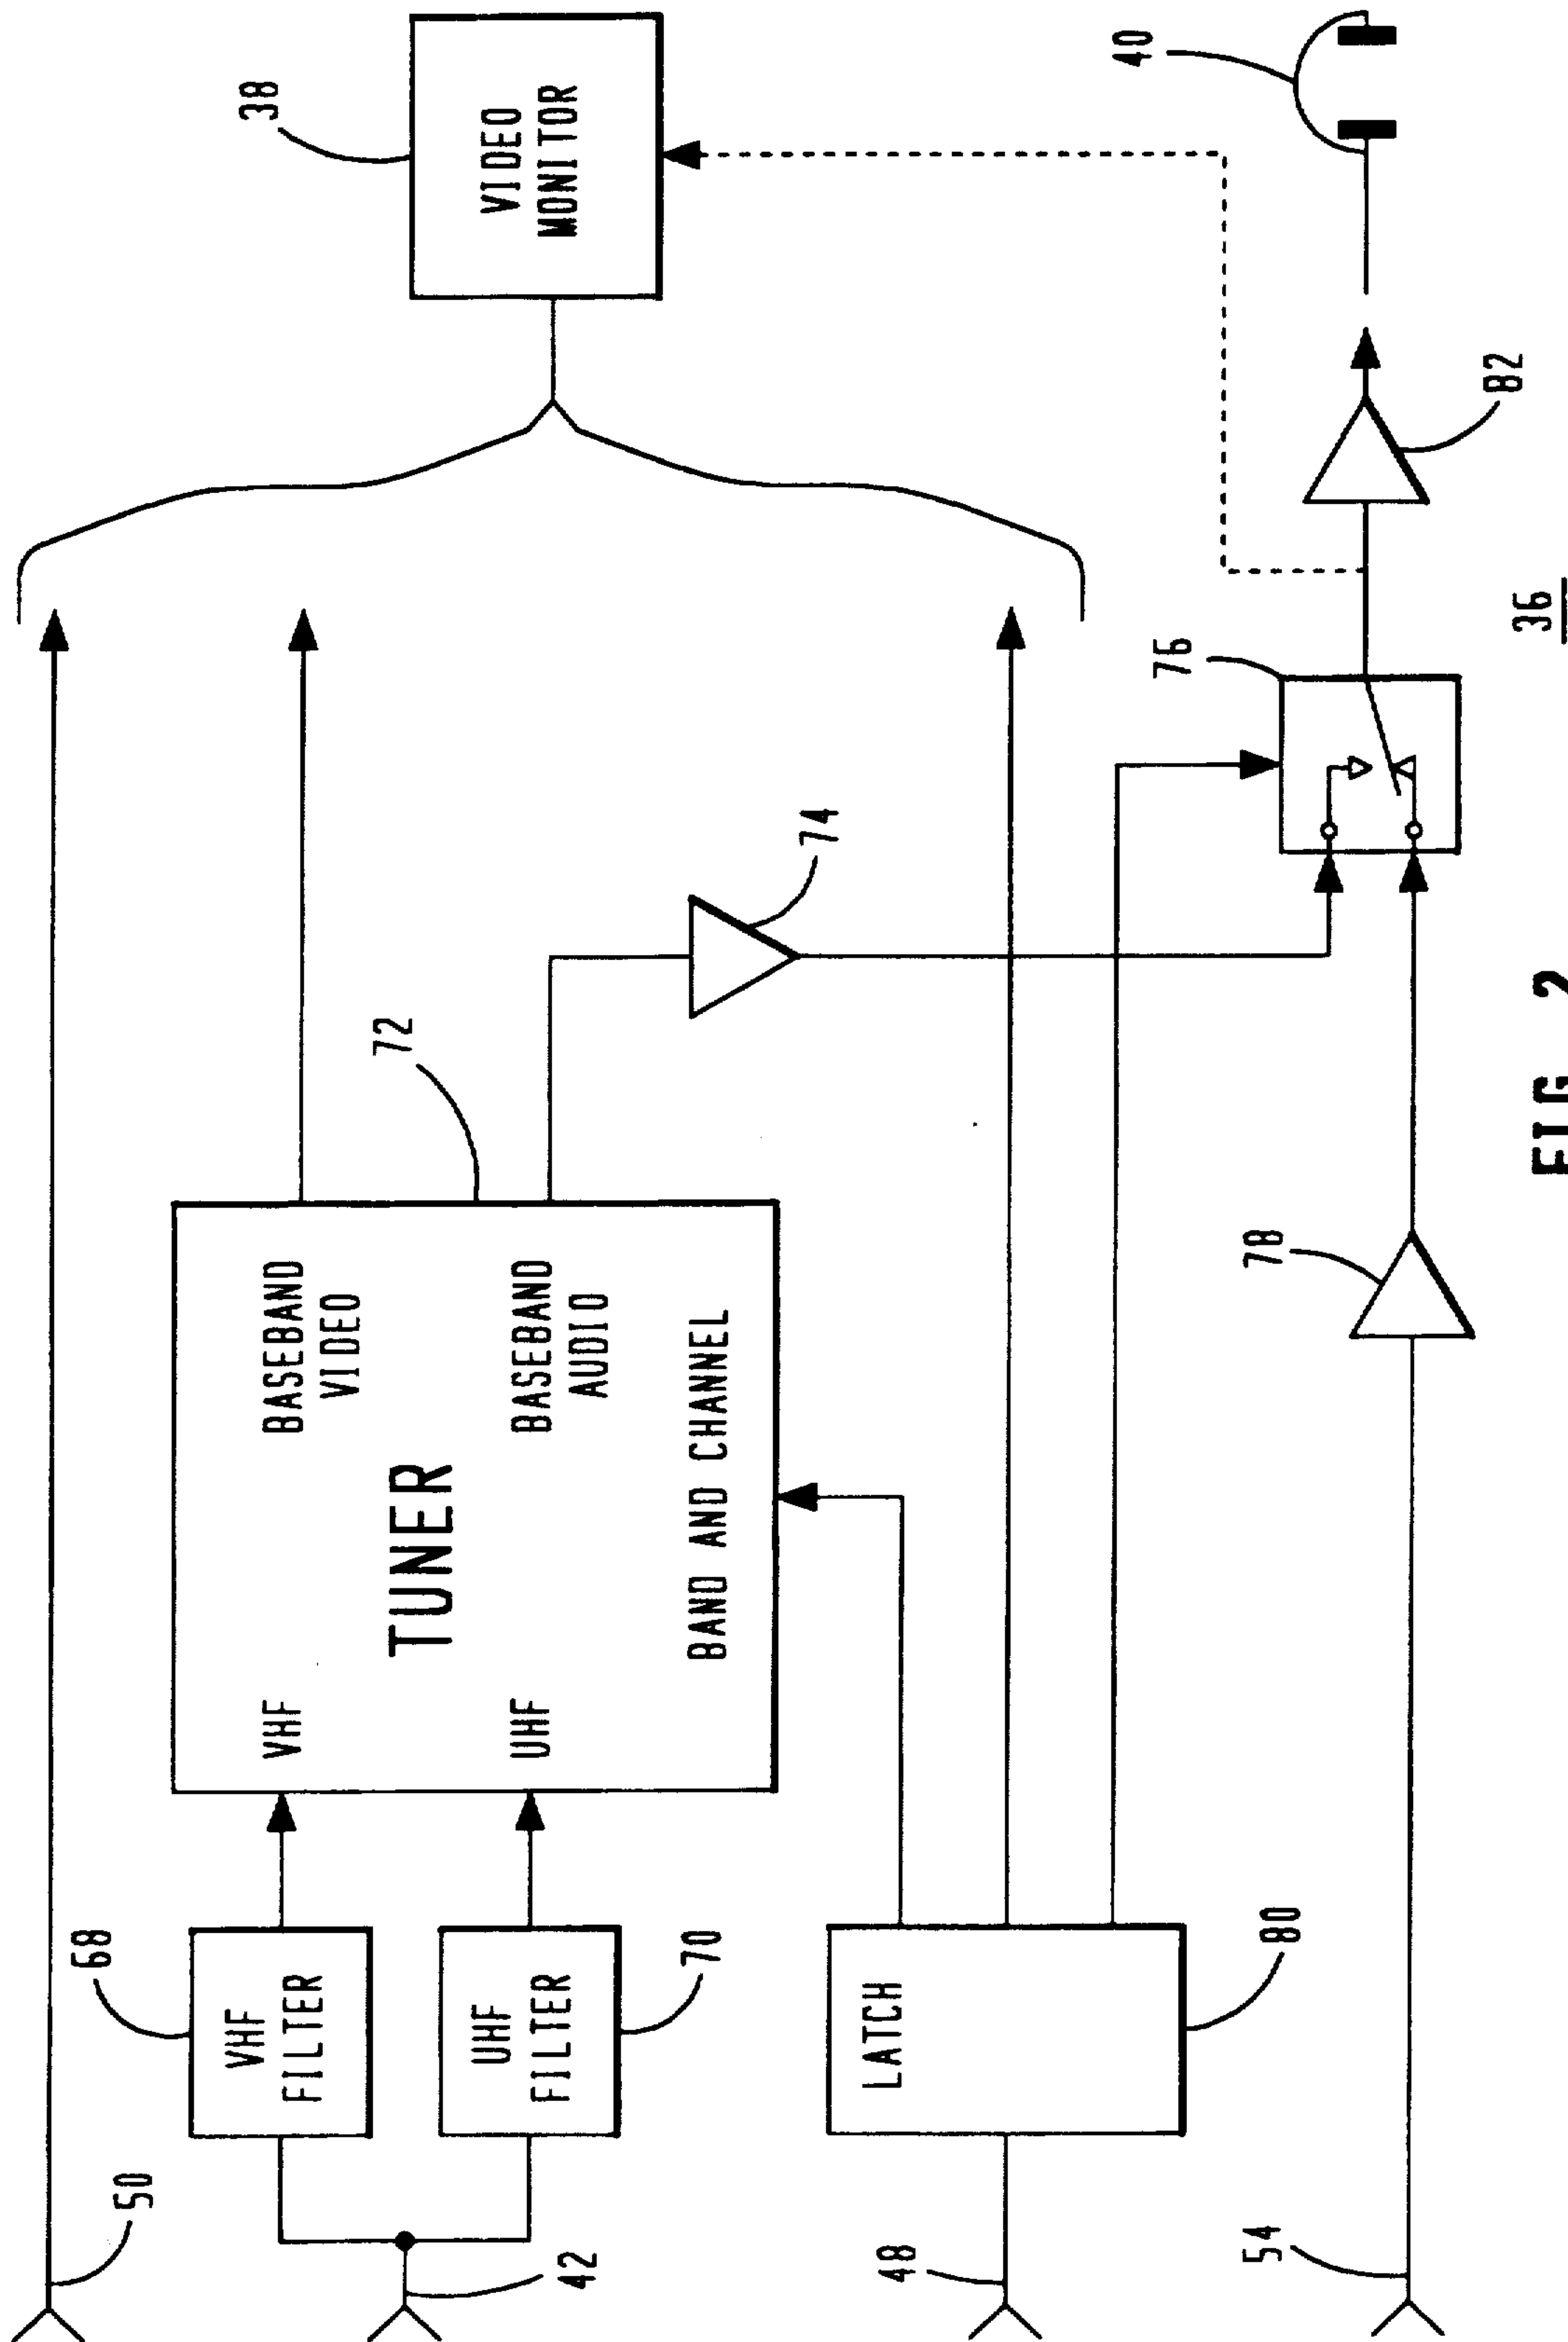 50
42
68
VHF
FILTER
UHF
FILTER
70
VHF
UHF
TUNER
BASEBAND
VIDEO
BASEBAND
AUDIO
BAND AND CHANNEL
72
74
38
VIDEO
MONITOR
48
LATCH
80
54
78
76
82
40
36
FIG. 2